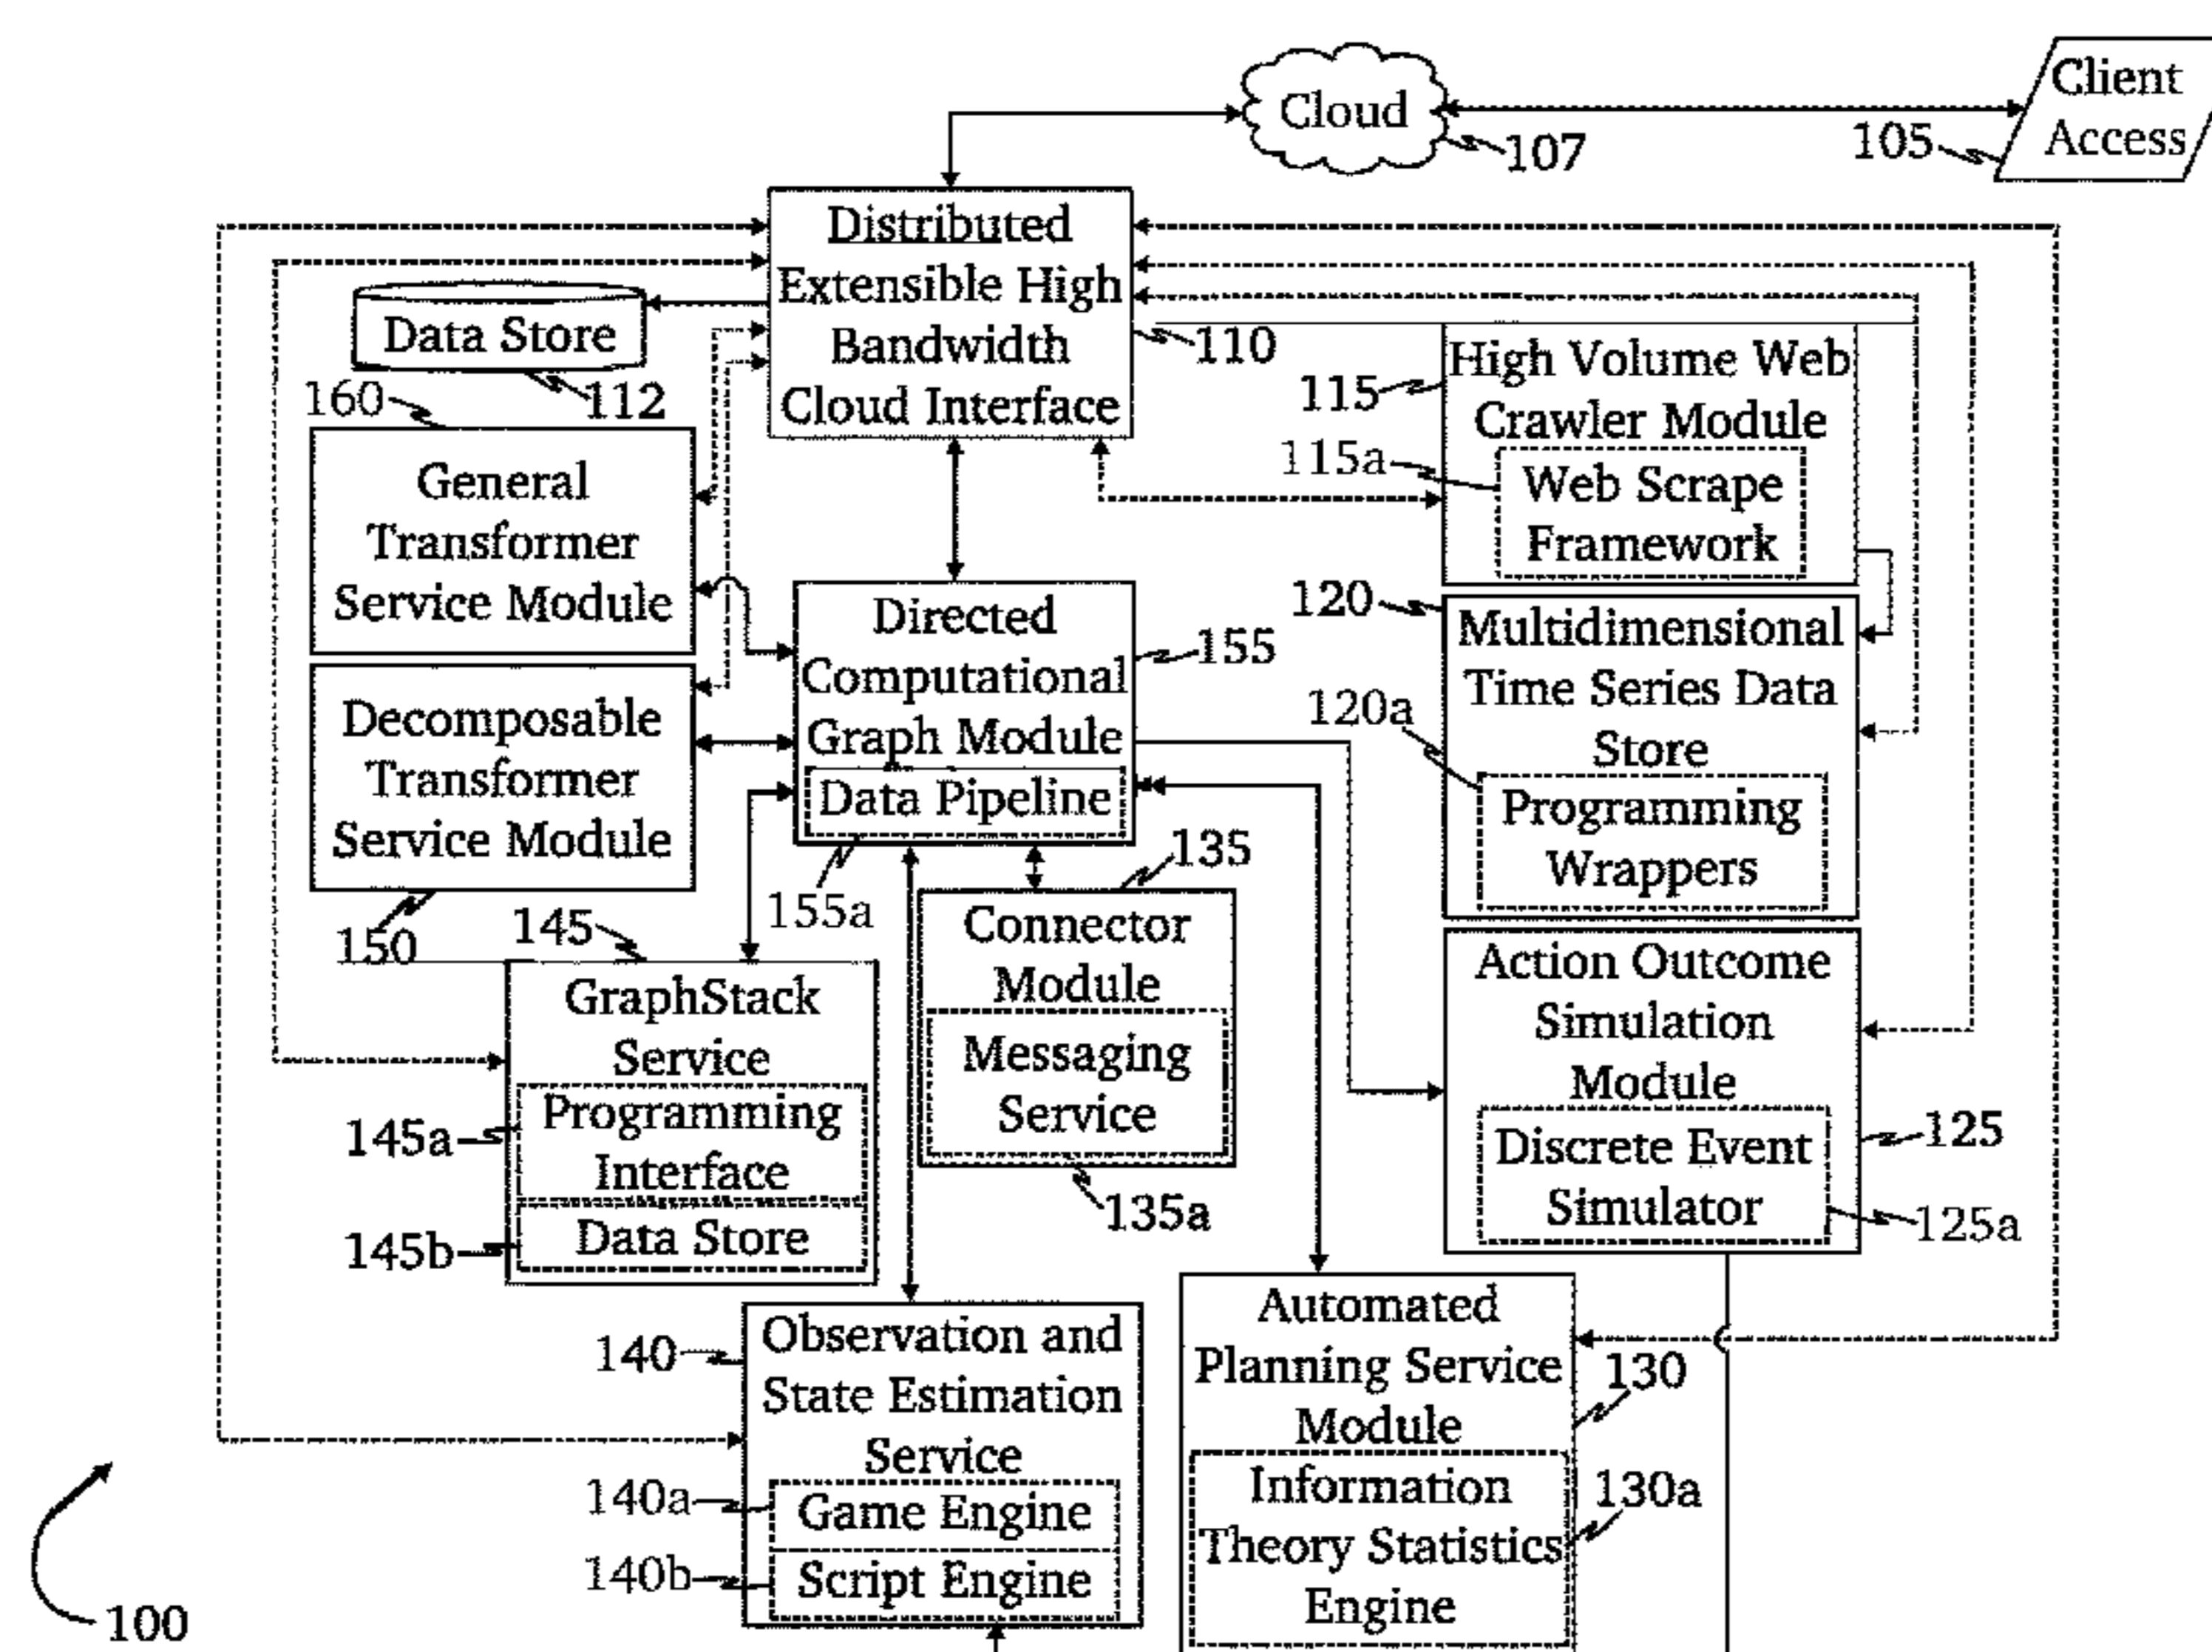 Client
Access
105
Cloud
107
Distributed
Extensible High
Bandwidth
Cloud Interface
110
Data Store
112
160
General
Transformer
Service Module
Decomposable
Transformer
Service Module
150
High Volume Web
Crawler Module
115
115a
Web Scrape
Framework
120
Multidimensional
Time Series Data
Store
120a
Programming
Wrappers
Directed
Computational
Graph Module
155
Data Pipeline
155a
135
Connector
Module
Messaging
Service
135a
145
GraphStack
Service
145a
Programming
Interface
145b
Data Store
Action Outcome
Simulation
Module
125
Discrete Event
Simulator
125a
140
Observation and
State Estimation
Service
140a
Game Engine
140b
Script Engine
Automated
Planning Service
Module
130
Information
Theory Statistics
Engine
130a
100